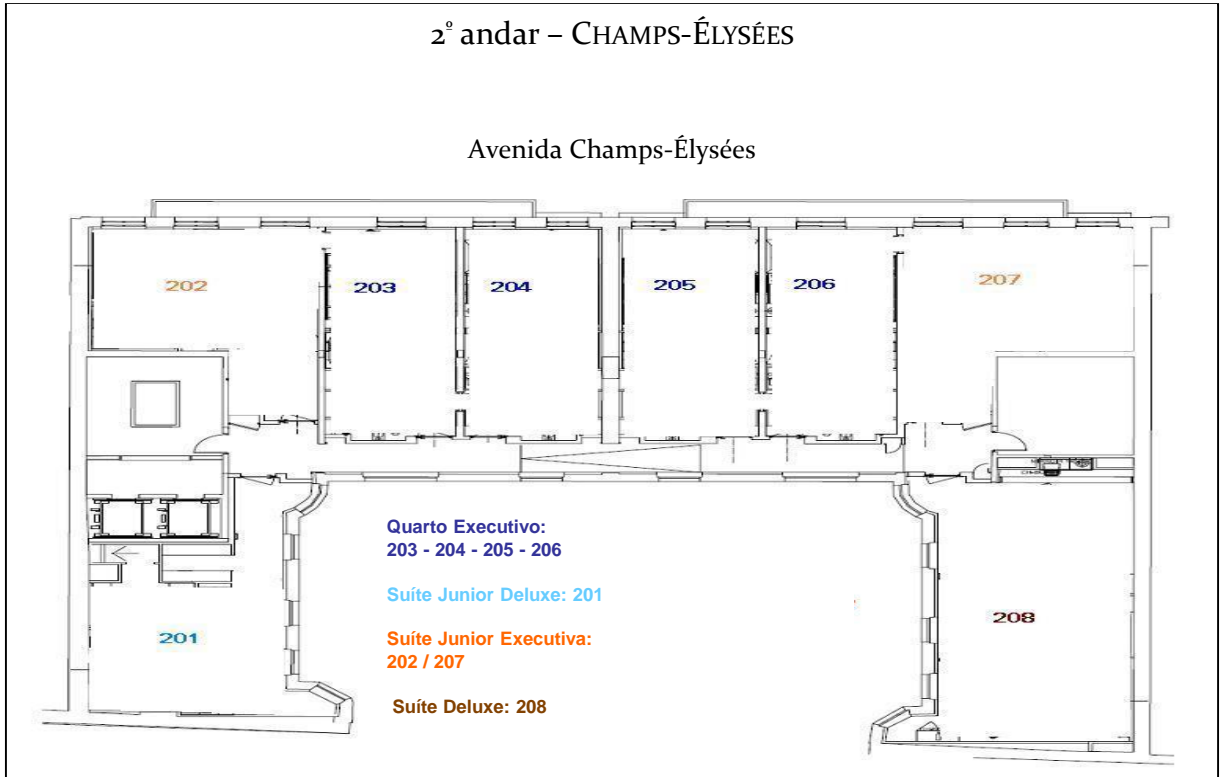 2º andar – CHAMPS-ÉLYSÉES
Avenida Champs-Élysées
202
203
204
205
206
207
Quarto Executivo:
203 - 204 - 205 - 206
Suíte Junior Deluxe: 201
Suíte Junior Executiva:
202 / 207
Suíte Deluxe: 208
201
208